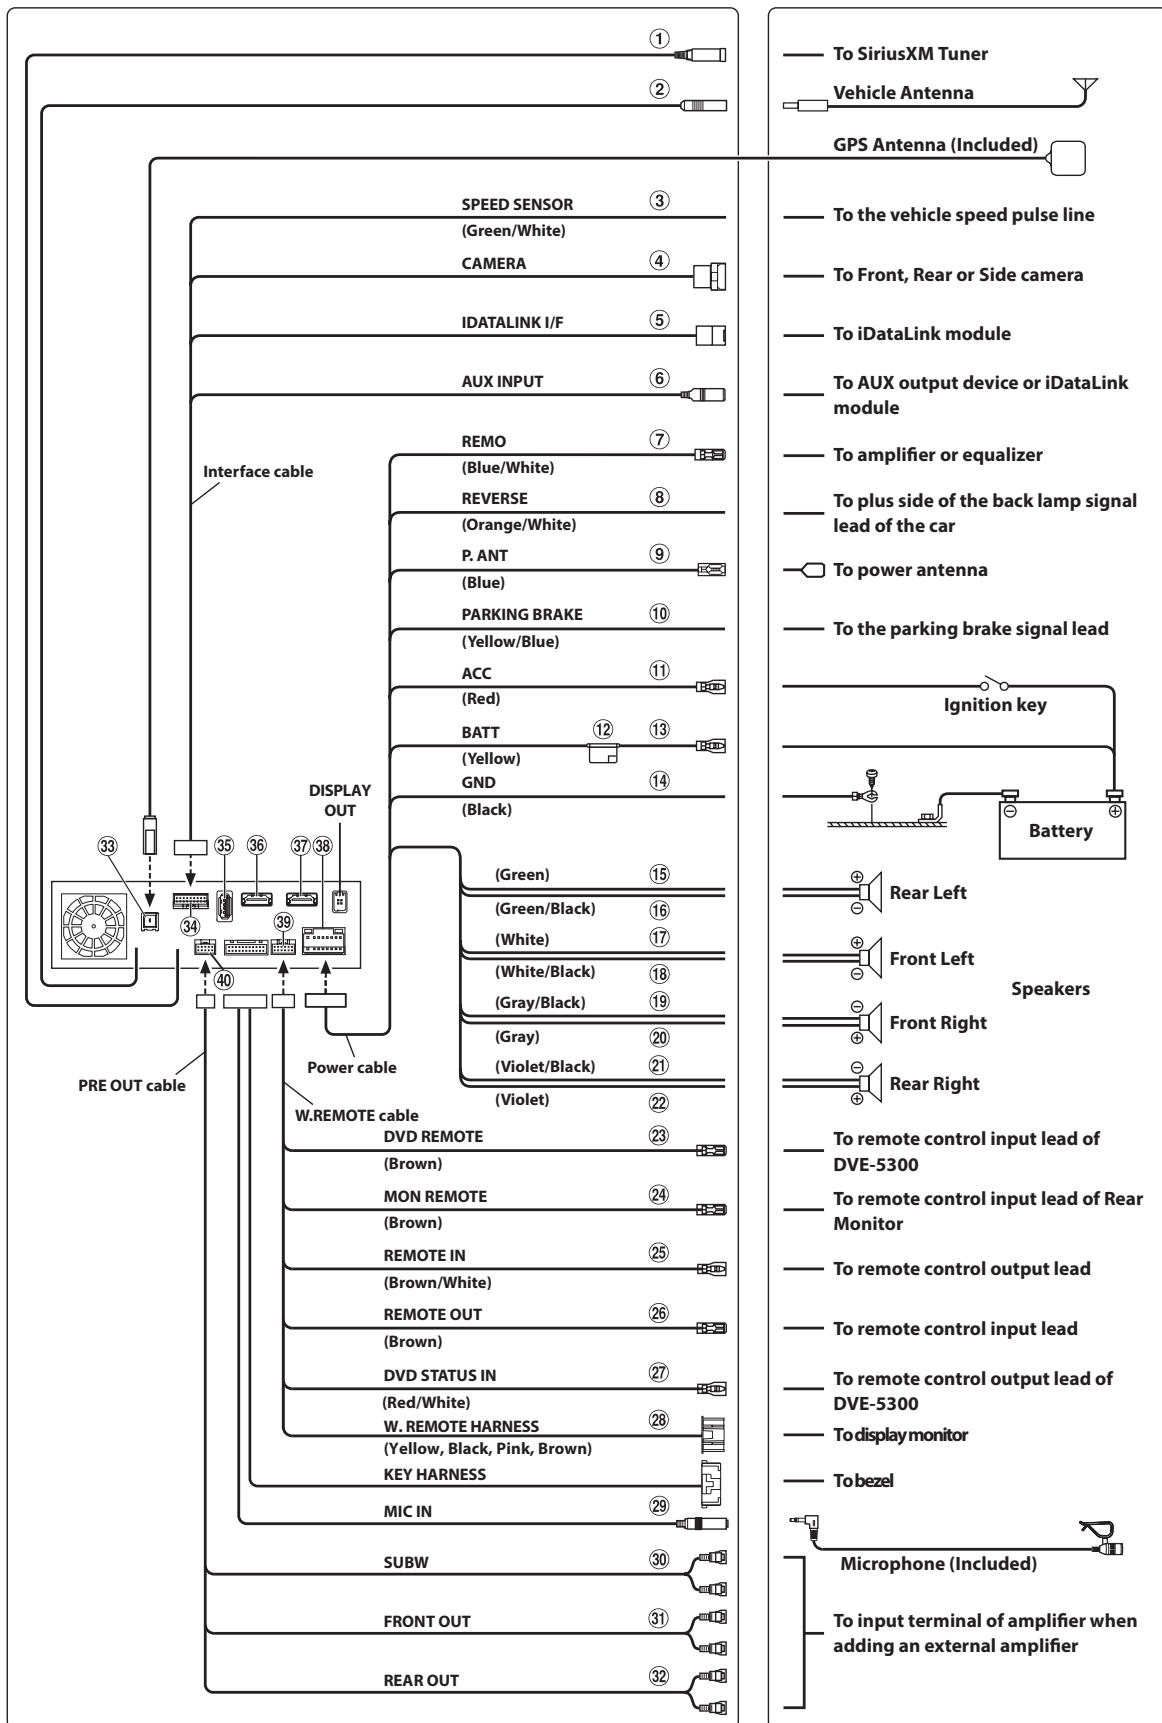 ① To SiriusXM Tuner
② Vehicle Antenna
GPS Antenna (Included)
SPEED SENSOR ③ To the vehicle speed pulse line
(Green/White)
CAMERA ④ To Front, Rear or Side camera
IDATALINK I/F ⑤ To iDataLink module
AUX INPUT ⑥ To AUX output device or iDataLink
module
REMO ⑦ To amplifier or equalizer
(Blue/White)
Interface cable
REVERSE ⑧ To plus side of the back lamp signal
(Orange/White) lead of the car
P. ANT ⑨ To power antenna
(Blue)
PARKING BRAKE ⑩ To the parking brake signal lead
(Yellow/Blue)
ACC ⑪
(Red) Ignition key
BATT ⑫ ⑬
(Yellow)
GND ⑭
(Black)
⊖ ⊕
Battery
DISPLAY
OUT
㉝ ㉞ ㉟ ㊱ ㊲ ㊳ ㊴ ㊵
(Green) ⑮ ⊕
Rear Left
(Green/Black) ⑯ ⊖
(White) ⑰ ⊕
Front Left
(White/Black) ⑱ ⊖
Speakers
(Gray/Black) ⑲ ⊖
Front Right
(Gray) ⑳ ⊕
(Violet/Black) ㉑ ⊖
Rear Right
(Violet) ㉒ ⊕
Power cable
PRE OUT cable
W.REMOTE cable
DVD REMOTE ㉓ To remote control input lead of
(Brown) DVE-5300
MON REMOTE ㉔ To remote control input lead of Rear
(Brown) Monitor
REMOTE IN ㉕ To remote control output lead
(Brown/White)
REMOTE OUT ㉖ To remote control input lead
(Brown)
DVD STATUS IN ㉗ To remote control output lead of
(Red/White) DVE-5300
W. REMOTE HARNESS ㉘ To display monitor
(Yellow, Black, Pink, Brown)
KEY HARNESS To bezel
MIC IN ㉙
Microphone (Included)
SUBW ㉚
FRONT OUT ㉛ To input terminal of amplifier when
adding an external amplifier
REAR OUT ㉜